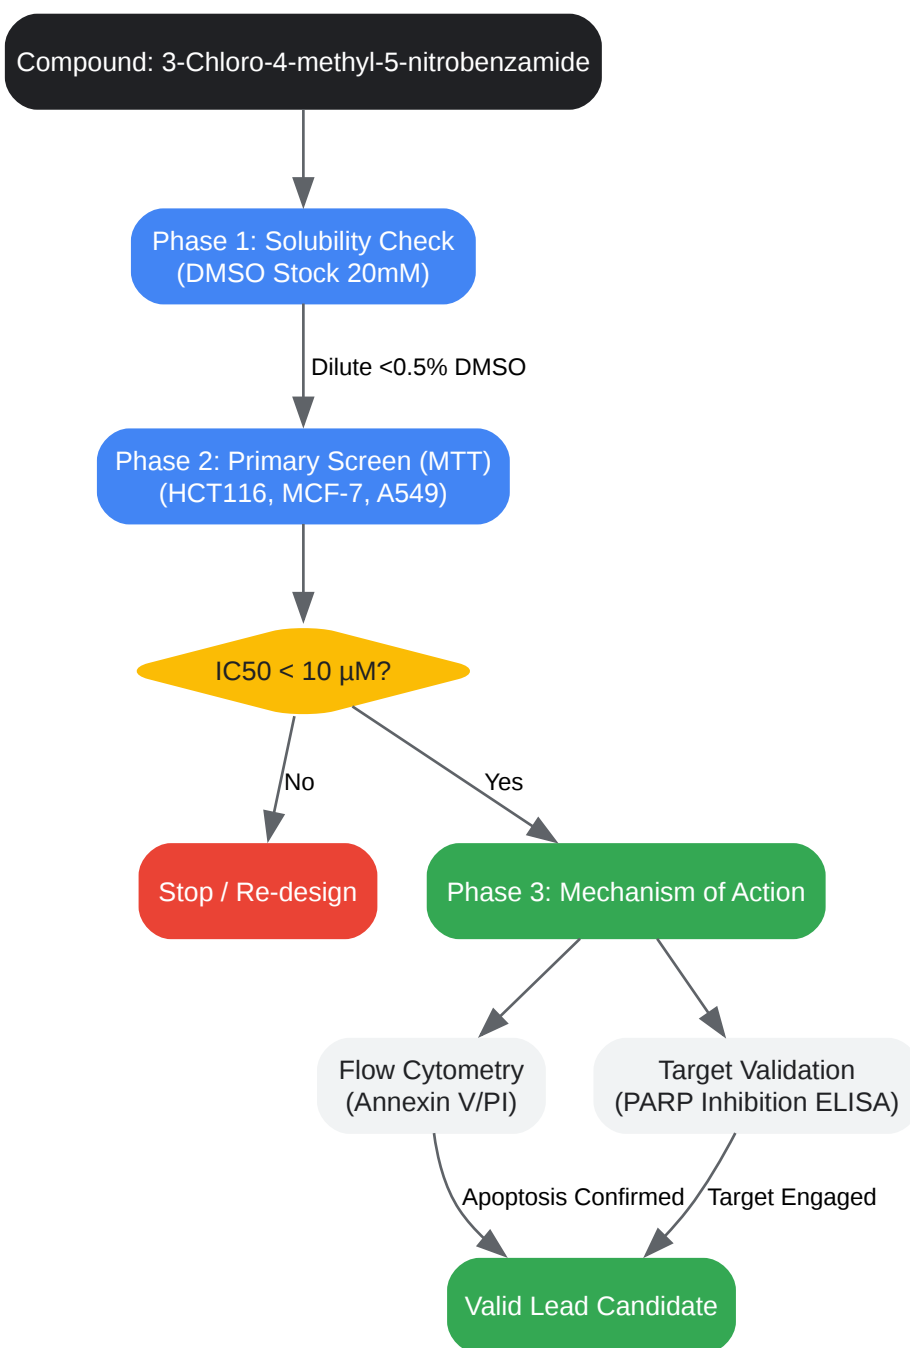 Compound: 3-Chloro-4-methyl-5-nitrobenzamide
Phase 1: Solubility Check
(DMSO Stock 20mM)
Dilute <0.5% DMSO
Phase 2: Primary Screen (MTT)
(HCT116, MCF-7, A549)
IC50 < 10 µM?
No
Yes
Stop / Re-design
Phase 3: Mechanism of Action
Flow Cytometry
(Annexin V/PI)
Target Validation
(PARP Inhibition ELISA)
Apoptosis Confirmed
Target Engaged
Valid Lead Candidate